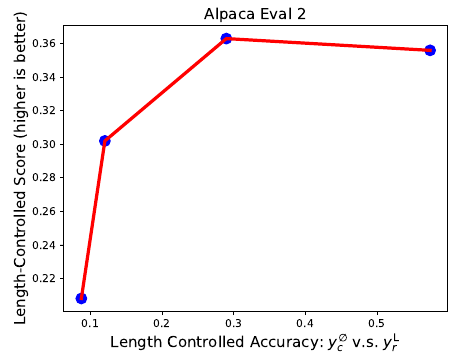 Alpaca Eval 2
Length-Controlled Score (higher is better)
0.36
0.34
0.32
0.30
0.28
0.26
0.24
0.22
0.1 0.2 0.3 0.4 0.5
Length Controlled Accuracy: $y_c^{\varnothing}$ v.s. $y_r^{\mathrm{L}}$